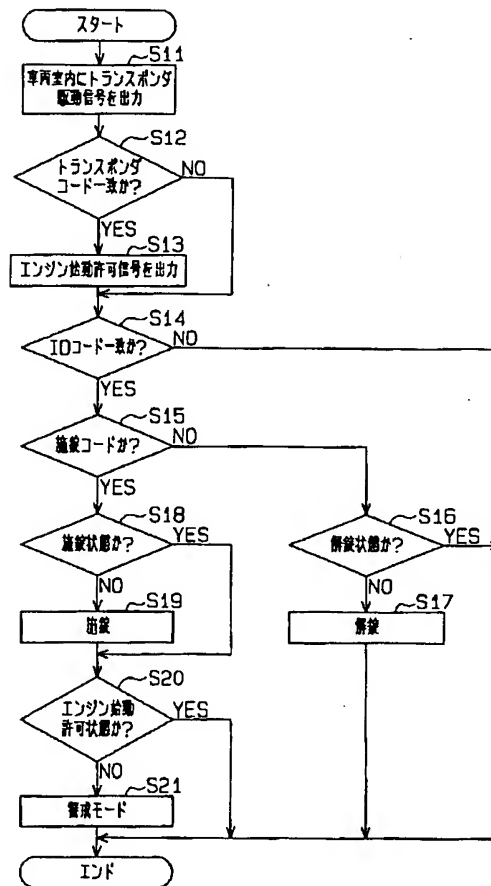 スタート
S11
車両室内にトランスポンダ
駆動信号を出力
S12
トランスポンダ
コード一致か?
NO
YES
S13
エンジン始動許可信号を出力
S14
IDコード一致か?
NO
YES
S15
施錠コードか?
NO
YES
S18
施錠状態か?
YES
NO
S16
解錠状態か?
YES
NO
S19
施錠
S17
解錠
S20
エンジン始動
許可状態か?
YES
NO
S21
警戒モード
エンド